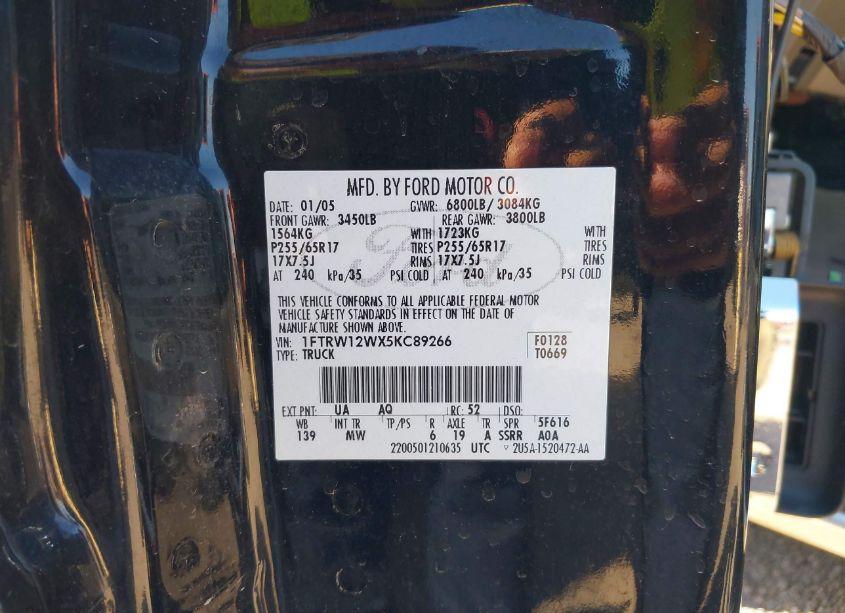 MFD. BY FORD MOTOR CO.
DATE: 01/05 GVWR: 6800LB/ 3084KG
FRONT GAWR: 3450LB REAR GAWR: 3800LB
1564KG WITH 1723KG WITH
P255/65R17 TIRES P255/65R17 TIRES
17X7.5J RIMS 17X7.5J RIMS
AT 240 kPa/35 PSI COLD AT 240 kPa/35 PSI COLD
Ford
THIS VEHICLE CONFORMS TO ALL APPLICABLE FEDERAL MOTOR
VEHICLE SAFETY STANDARDS IN EFFECT ON THE DATE OF
MANUFACTURE SHOWN ABOVE.
VIN: 1FTRW12WX5KC89266 F0128
TYPE: TRUCK T0669
EXT PNT: UA AQ RC: 52 DSO:
WB INT TR TP/PS R AXLE TR SPR 5F616
139 MW 6 19 A SSRR A0A
2200501210635 UTC 2U5A-1520472-AA